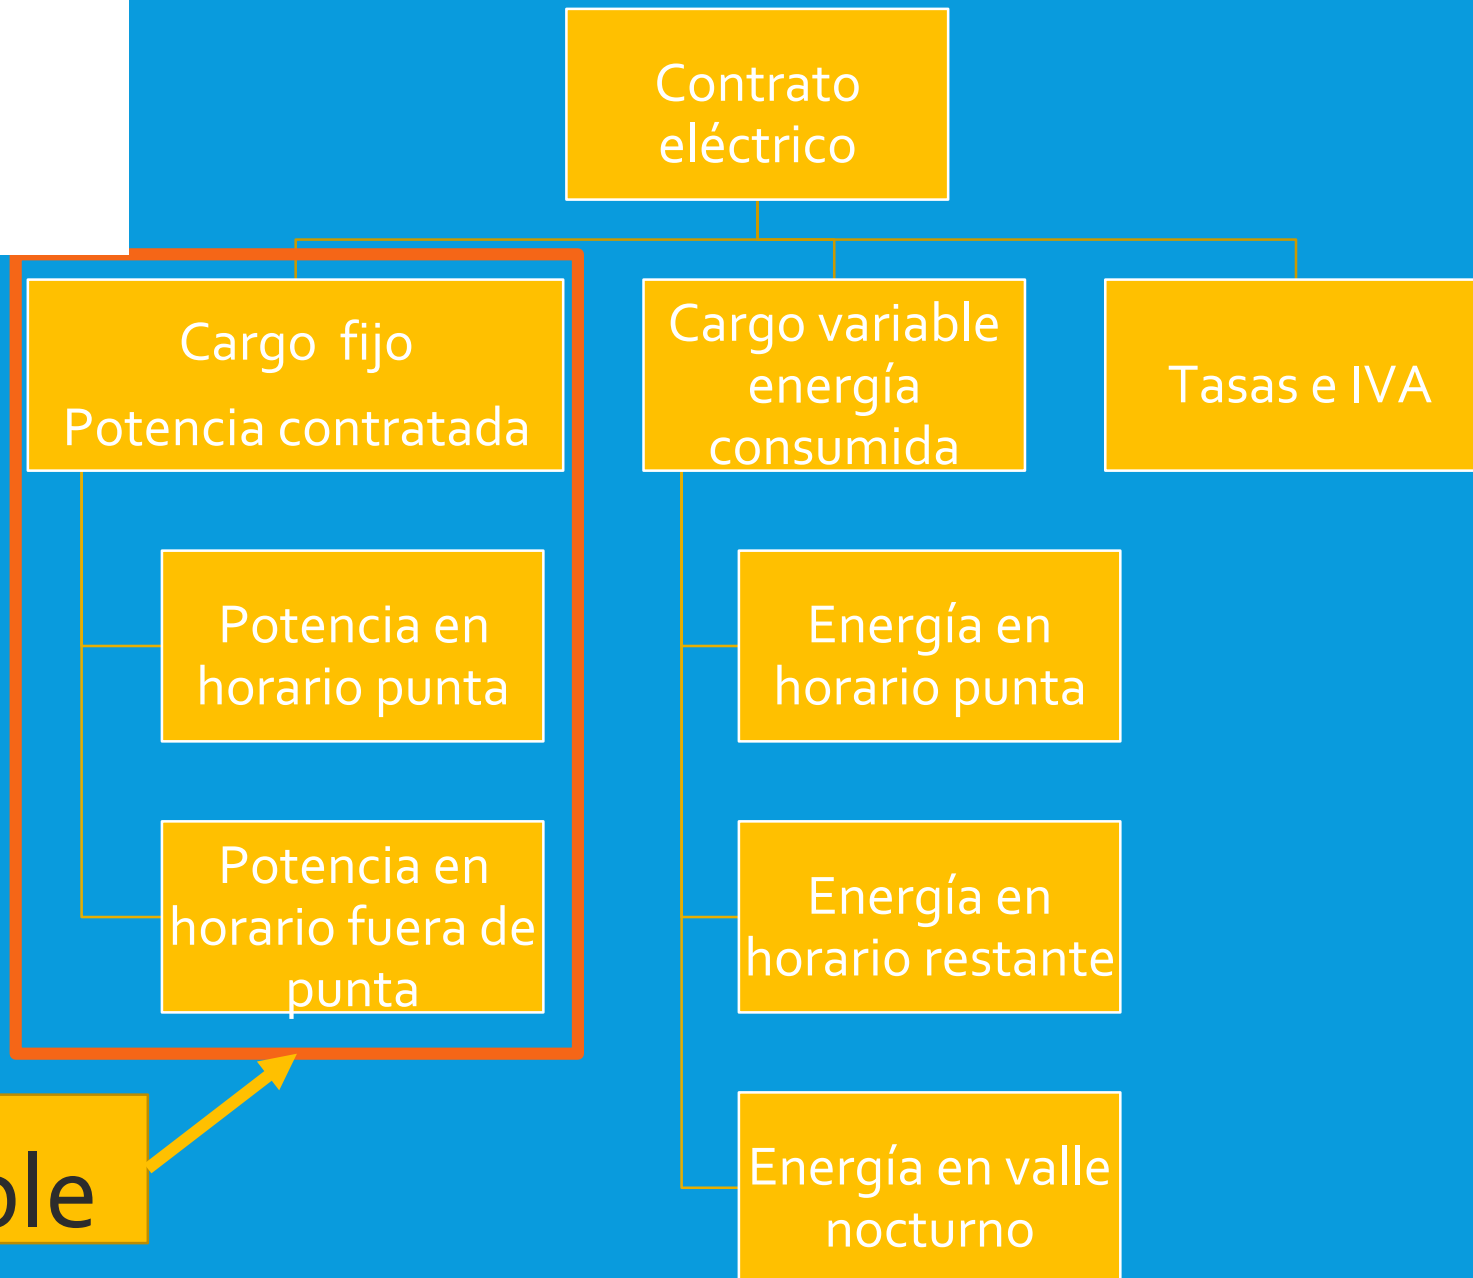 Contrato
eléctrico
Cargo fijo
Potencia contratada
Cargo variable
energía
consumida
Tasas e IVA
Potencia en
horario punta
Energía en
horario punta
Potencia en
horario fuera de
punta
Energía en
horario restante
Energía en valle
nocturno